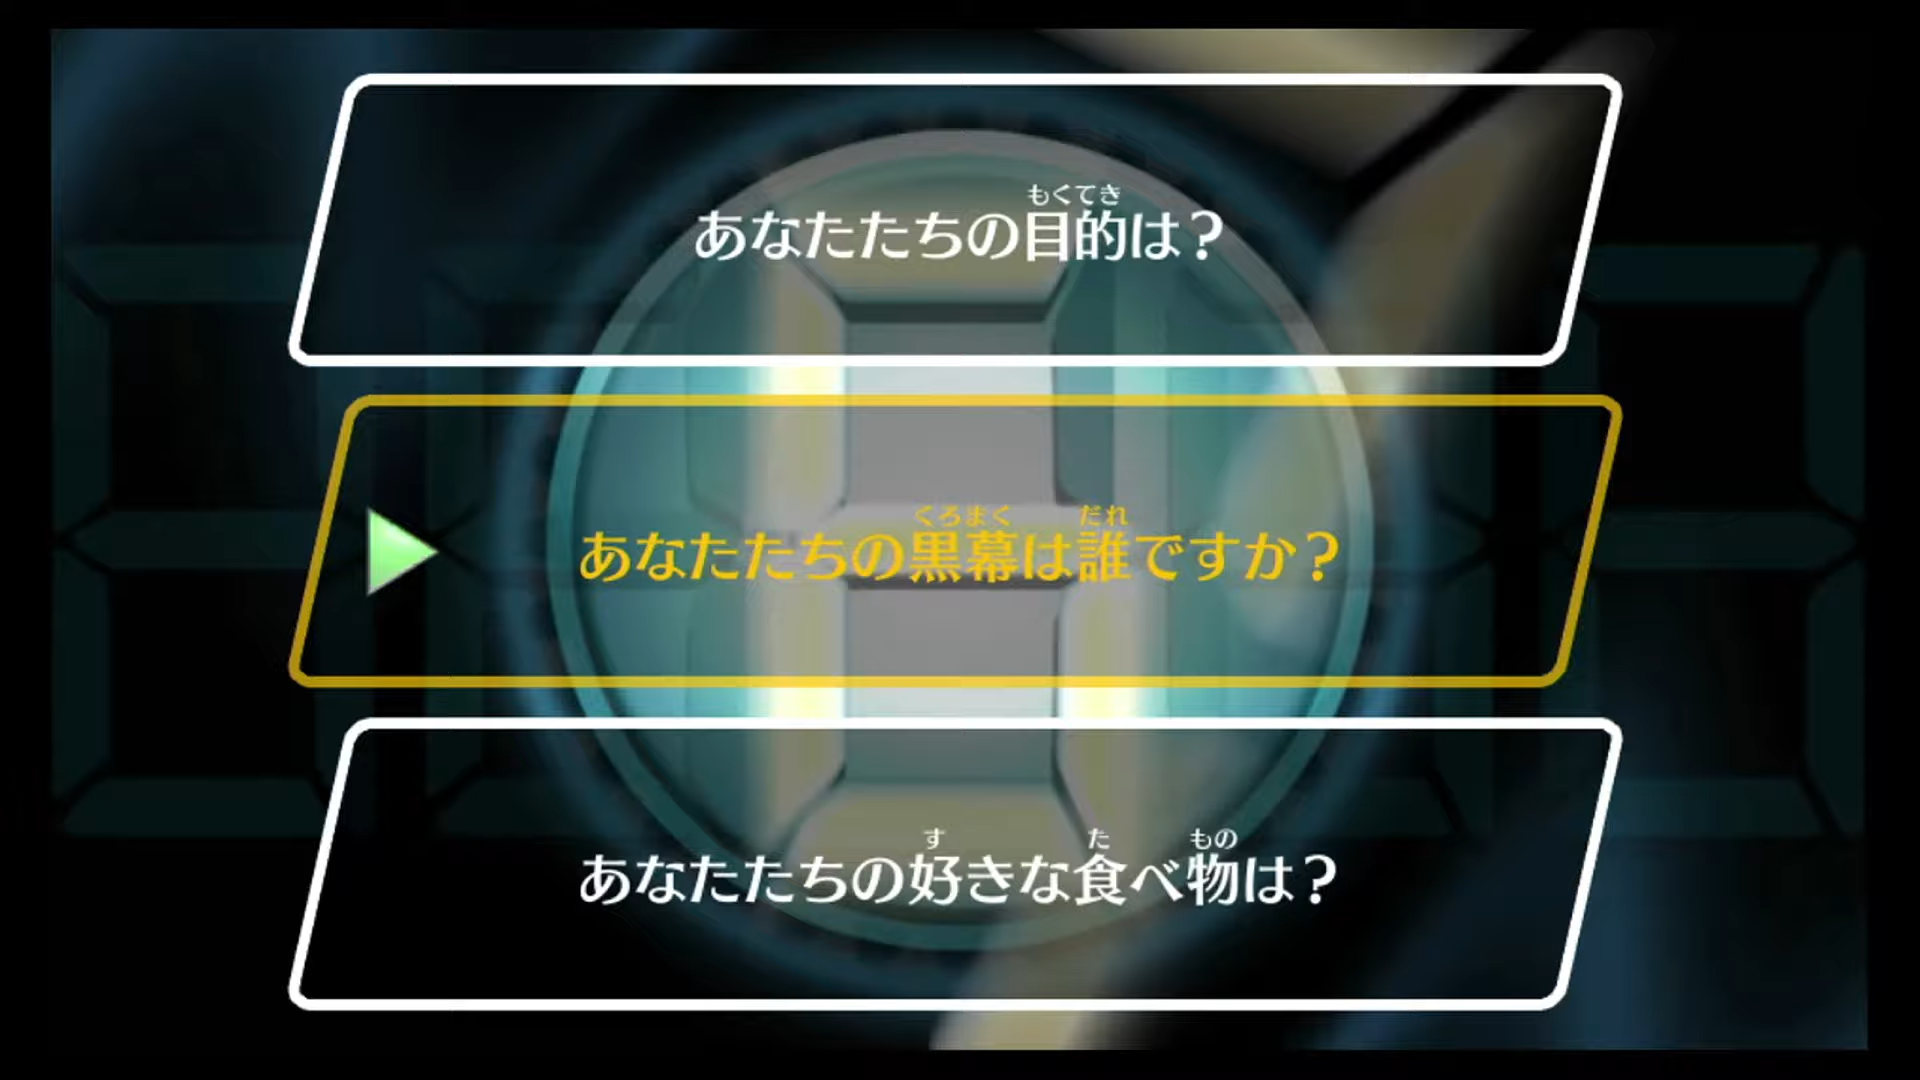 もくてき
あなたたちの目的は?
くろまく だれ
あなたたちの黒幕は誰ですか?
す た もの
あなたたちの好きな食べ物は?